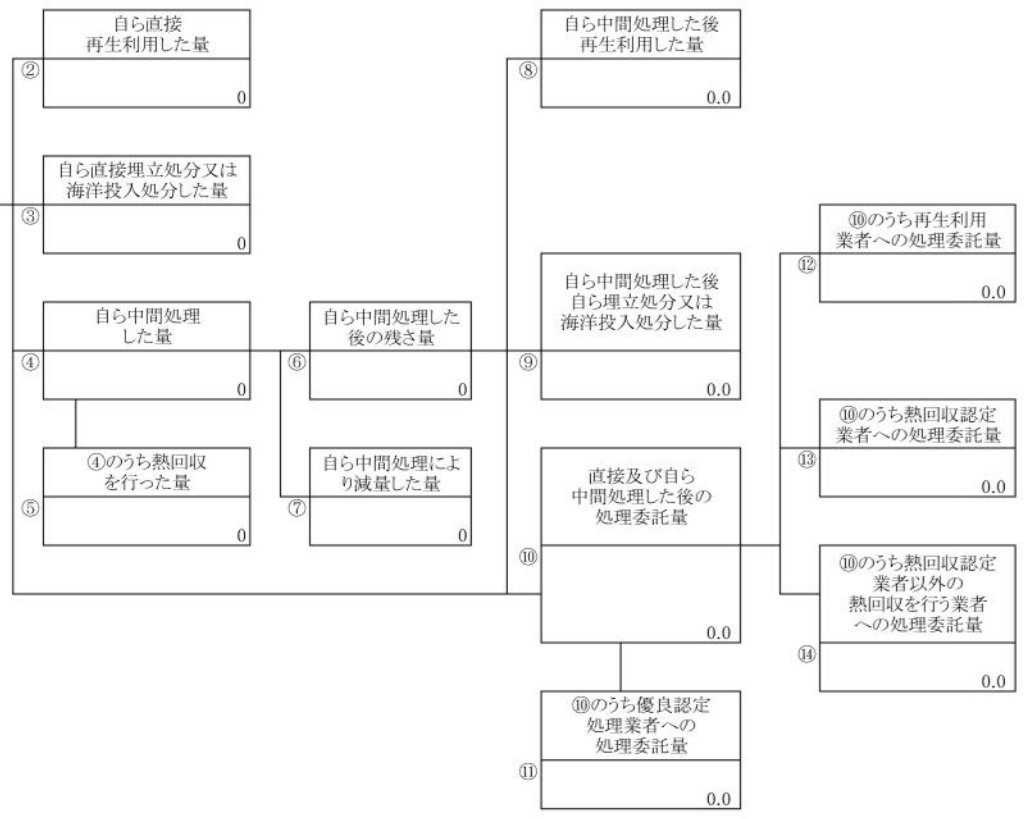 自ら直接
再生利用した量
②
0
自ら直接埋立処分又は
海洋投入処分した量
③
0
自ら中間処理
した量
④
0
④のうち熱回収
を行った量
⑤
0
自ら中間処理した
後の残さ量
⑥
0
自ら中間処理によ
り減量した量
⑦
0
自ら中間処理した後
再生利用した量
⑧
0.0
自ら中間処理した後
自ら埋立処分又は
海洋投入処分した量
⑨
0.0
直接及び自ら
中間処理した後の
処理委託量
⑩
0.0
⑩のうち優良認定
処理業者への
処理委託量
⑪
0.0
⑩のうち再生利用
業者への処理委託量
⑫
0.0
⑩のうち熱回収認定
業者への処理委託量
⑬
0.0
⑩のうち熱回収認定
業者以外の
熱回収を行う業者
への処理委託量
⑭
0.0